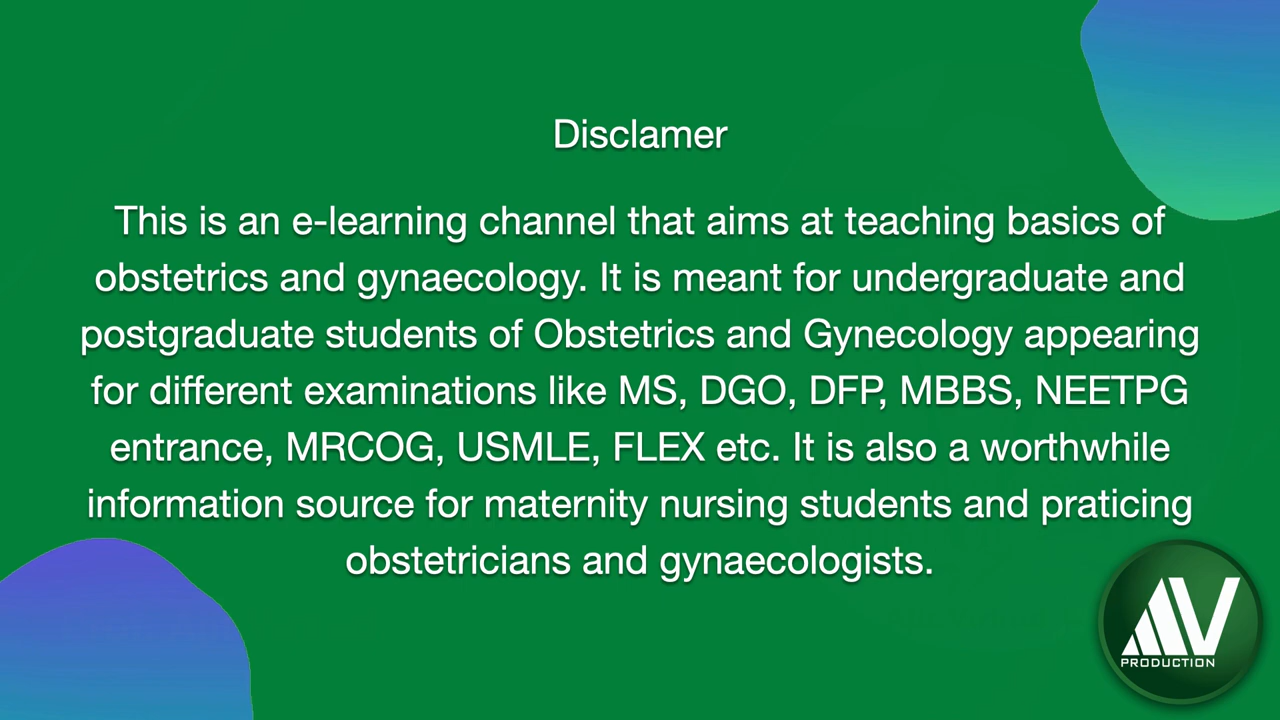 Disclamer
This is an e-learning channel that aims at teaching basics of
obstetrics and gynaecology. It is meant for undergraduate and
postgraduate students of Obstetrics and Gynecology appearing
for different examinations like MS, DGO, DFP, MBBS, NEETPG
entrance, MRCOG, USMLE, FLEX etc. It is also a worthwhile
information source for maternity nursing students and praticing
obstetricians and gynaecologists.
AV
PRODUCTION